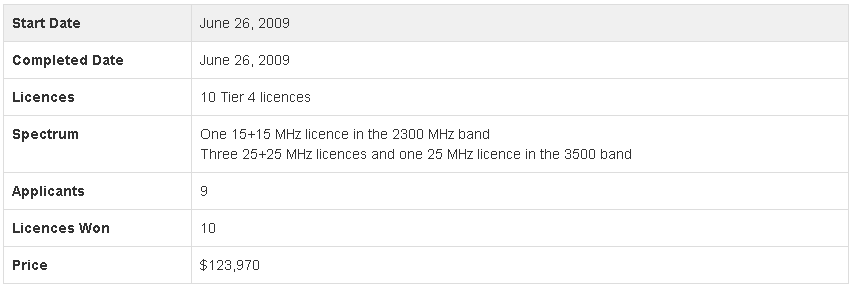 Start Date June 26, 2009
Completed Date June 26, 2009
Licences 10 Tier 4 licences
Spectrum One 15+15 MHz licence in the 2300 MHz band
Three 25+25 MHz licences and one 25 MHz licence in the 3500 band
Applicants 9
Licences Won 10
Price $123,970